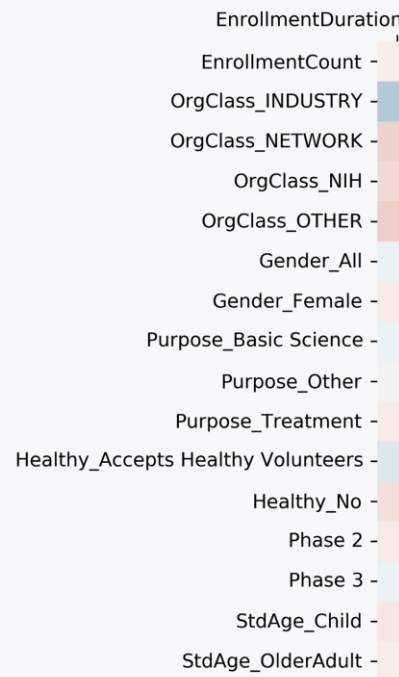 EnrollmentDuration
EnrollmentCount
OrgClass_INDUSTRY
OrgClass_NETWORK
OrgClass_NIH
OrgClass_OTHER
Gender_All
Gender_Female
Purpose_Basic Science
Purpose_Other
Purpose_Treatment
Healthy_Accepts Healthy Volunteers
Healthy_No
Phase 2
Phase 3
StdAge_Child
StdAge_OlderAdult